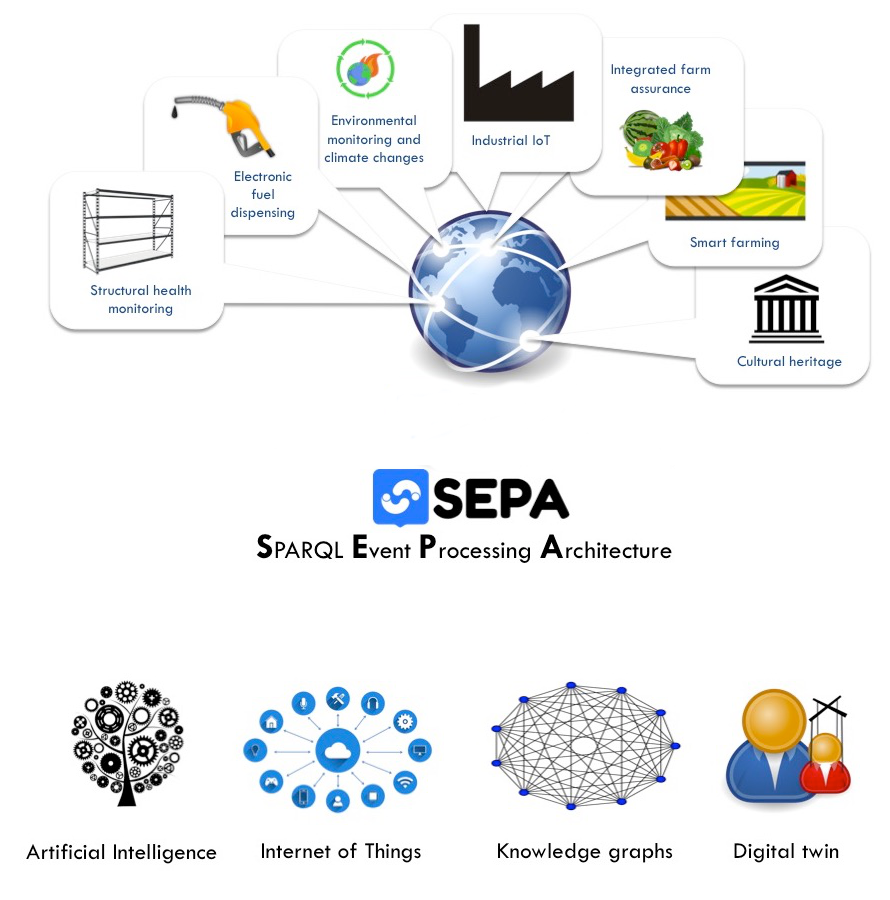 Integrated farm
assurance
Environmental
monitoring and
climate changes
Industrial IoT
Electronic
fuel
dispensing
Smart farming
Structural health
monitoring
Cultural heritage
SEPA
SPARQL Event Processing Architecture
Artificial Intelligence
Internet of Things
Knowledge graphs
Digital twin